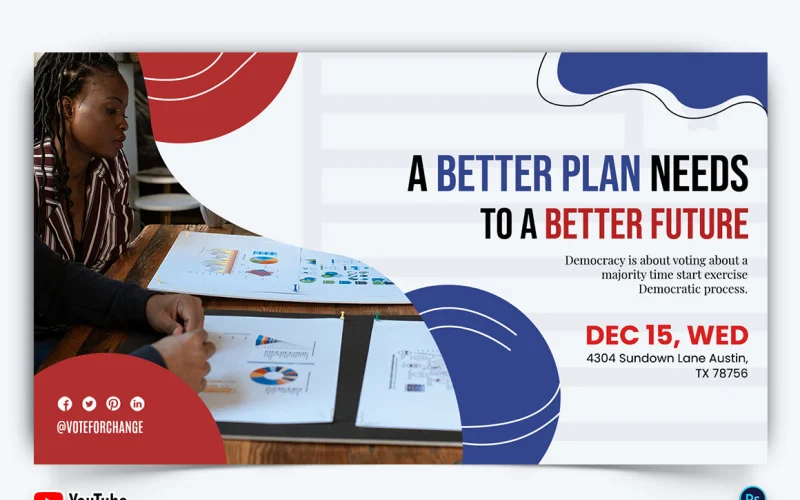 A BETTER PLAN NEEDS
TO A BETTER FUTURE
Democracy is about voting about a
majority time start exercise
Democratic process.
DEC 15, WED
4304 Sundown Lane Austin,
TX 78756
@VOTEFORCHANGE
YouTube
Ps